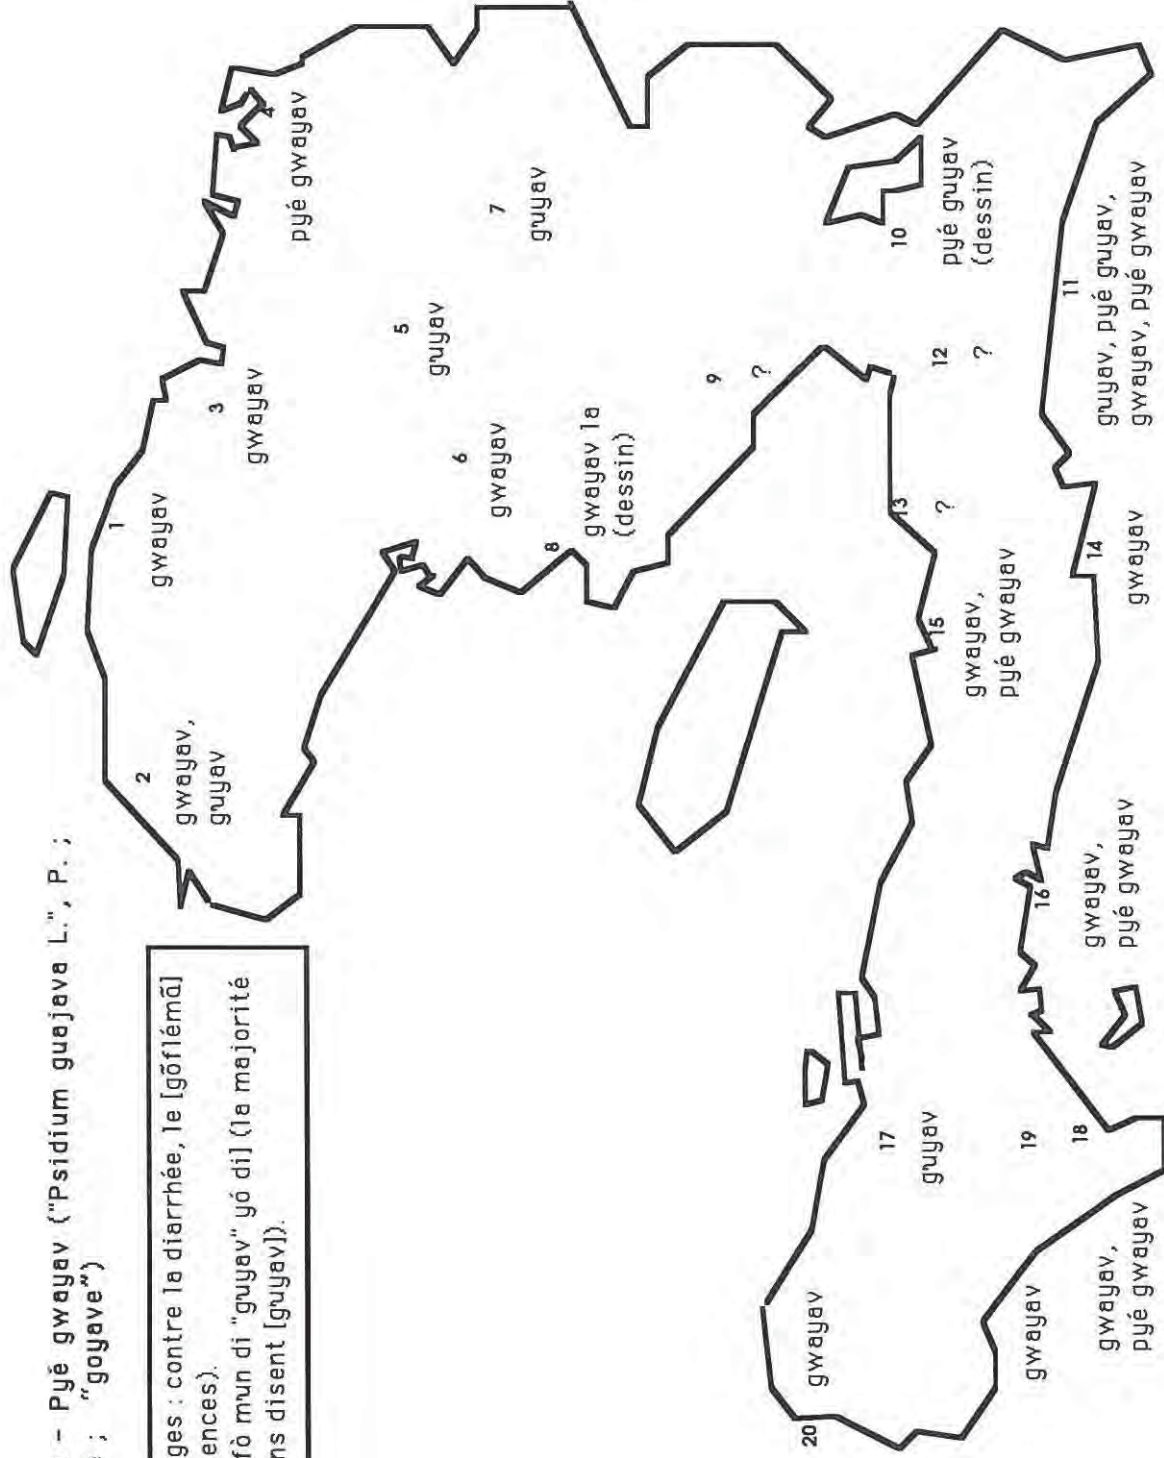 - Pyé gwayav ("Psidium guajava L.", P. ;
; "goyave")
ges : contre la diarrhée, le [gõflémã]
ences).
fò mun di "guyav" yó di] (la majorité
ns disent [guyav]).
1
gwayav
2
gwayav,
guyav
3
gwayav
4
pyé gwayav
5
guyav
6
gwayav
7
guyav
8
gwayav la
(dessin)
9
?
10
pyé guyav
(dessin)
11
guyav, pyé guyav,
gwayav, pyé gwayav
12
?
13
?
14
gwayav
15
gwayav,
pyé gwayav
16
gwayav,
pyé gwayav
17
guyav
18
gwayav,
pyé gwayav
19
gwayav
20
gwayav